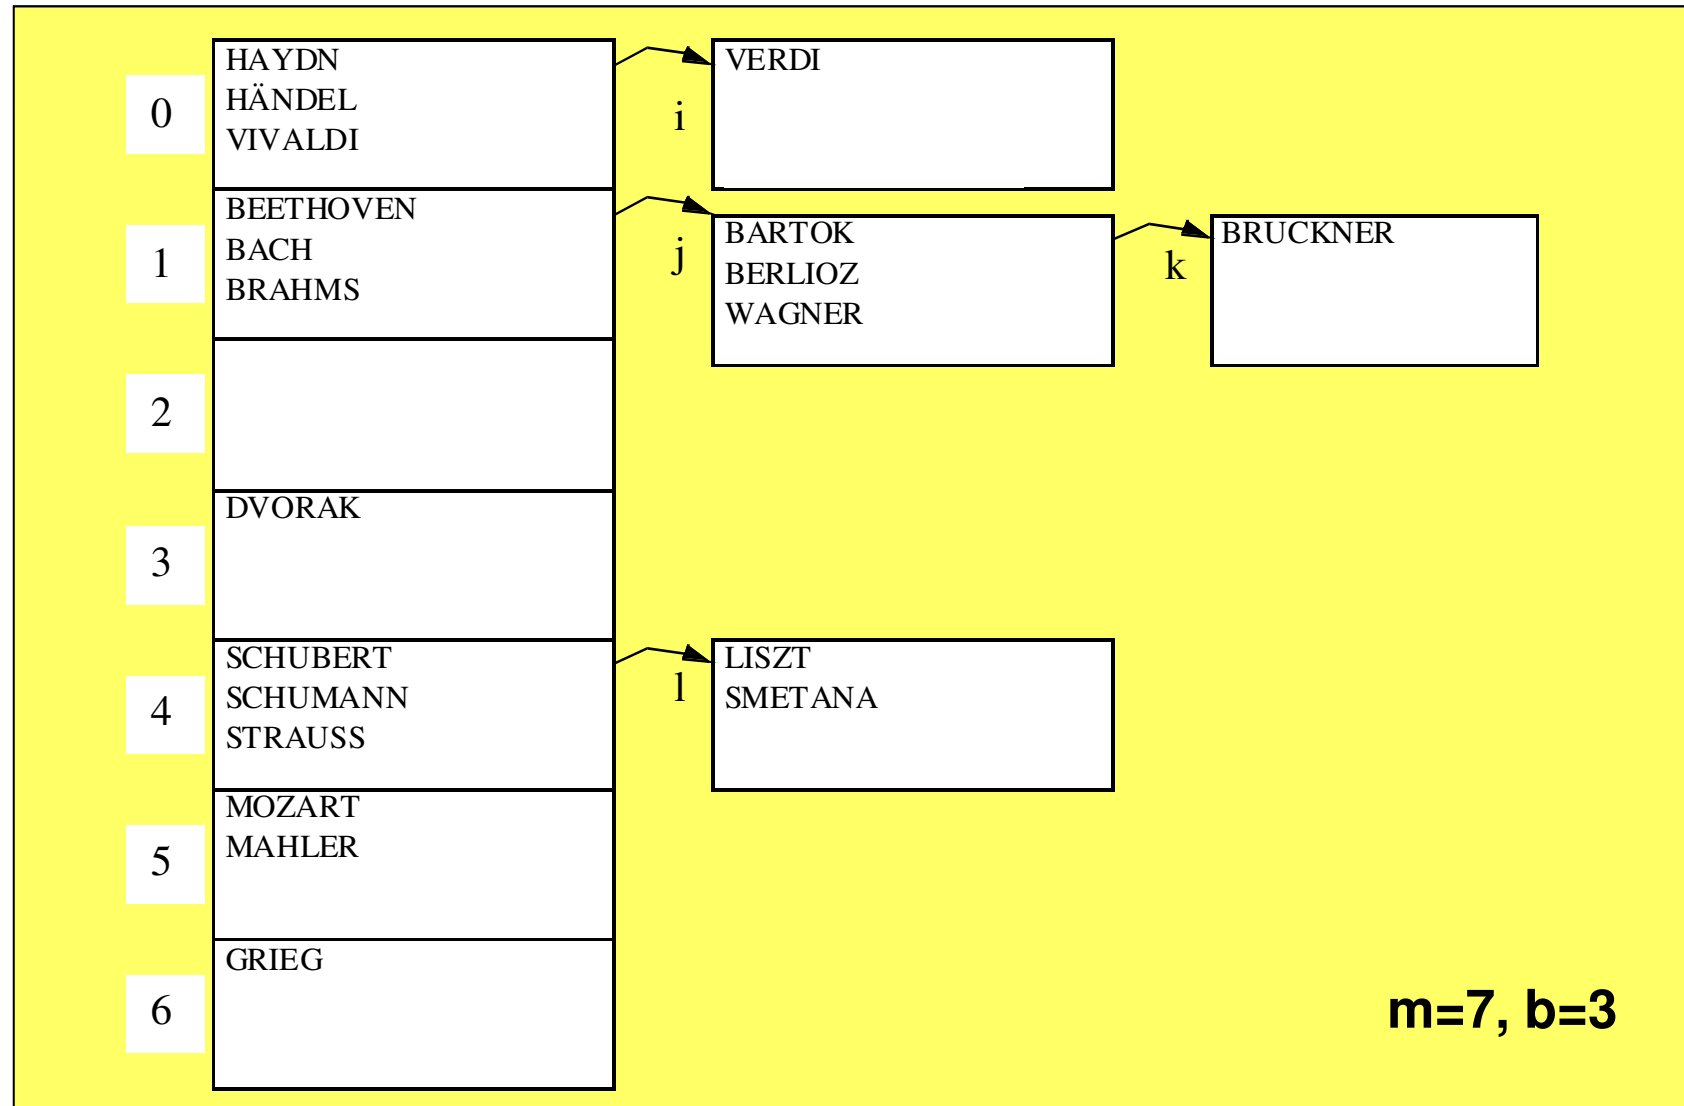 0
HAYDN
HÄNDEL
VIVALDI
i
VERDI
1
BEETHOVEN
BACH
BRAHMS
j
BARTOK
BERLIOZ
WAGNER
k
BRUCKNER
2
3
DVORAK
4
SCHUBERT
SCHUMANN
STRAUSS
l
LISZT
SMETANA
5
MOZART
MAHLER
6
GRIEG
m=7, b=3